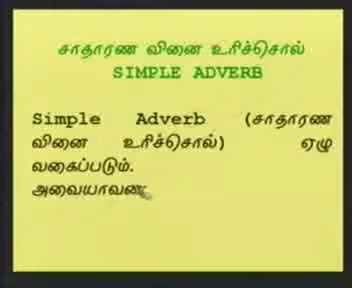 சாதாரண வினை உரிச்சொல்
SIMPLE ADVERB
Simple Adverb (சாதாரண
வினை உரிச்சொல்) ஏழு
வகைப்படும்.
அவையாவன